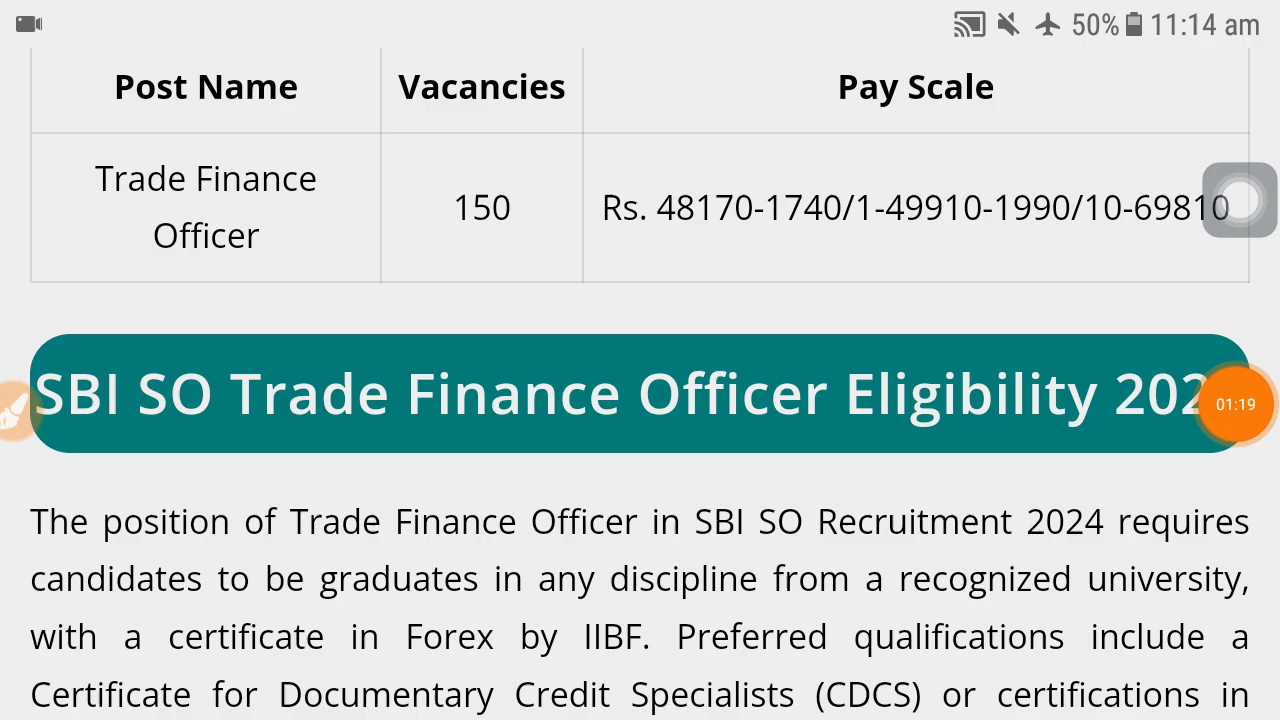 50% 11:14 am
Post Name Vacancies Pay Scale
Trade Finance
Officer
150
Rs. 48170-1740/1-49910-1990/10-69810
SBI SO Trade Finance Officer Eligibility 202
01:19
The position of Trade Finance Officer in SBI SO Recruitment 2024 requires
candidates to be graduates in any discipline from a recognized university,
with a certificate in Forex by IIBF. Preferred qualifications include a
Certificate for Documentary Credit Specialists (CDCS) or certifications in